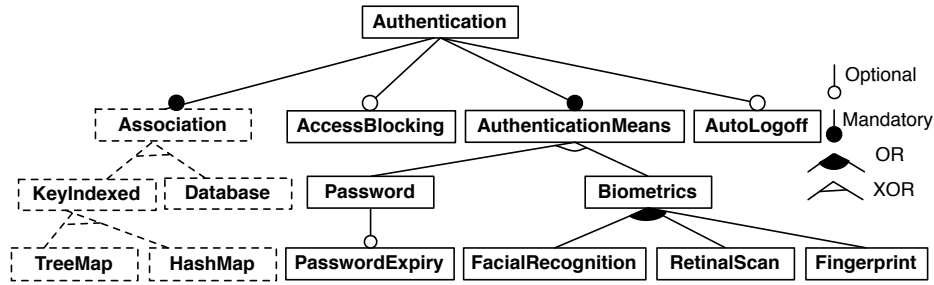 Authentication
Optional
Association
AccessBlocking
AuthenticationMeans
AutoLogoff
Mandatory
OR
KeyIndexed
Database
Password
Biometrics
XOR
TreeMap
HashMap
PasswordExpiry
FacialRecognition
RetinalScan
Fingerprint